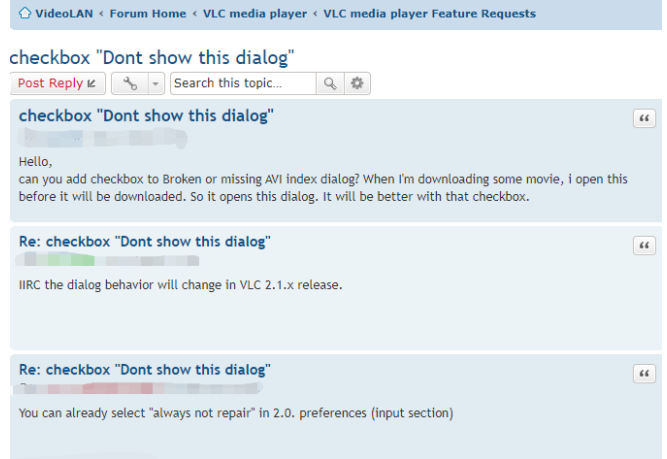 VideoLAN ‹ Forum Home ‹ VLC media player ‹ VLC media player Feature Requests
checkbox "Dont show this dialog"
Post Reply Search this topic...
checkbox "Dont show this dialog"
Hello,
can you add checkbox to Broken or missing AVI index dialog? When I'm downloading some movie, i open this
before it will be downloaded. So it opens this dialog. It will be better with that checkbox.
Re: checkbox "Dont show this dialog"
IIRC the dialog behavior will change in VLC 2.1.x release.
Re: checkbox "Dont show this dialog"
You can already select "always not repair" in 2.0. preferences (input section)